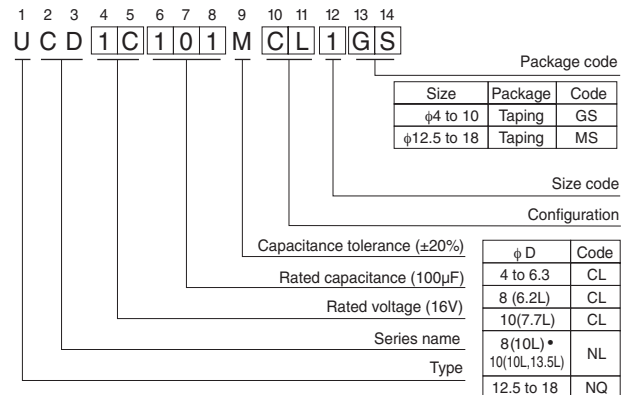 1 2 3 4 5 6 7 8 9 10 11 12 13 14
U C D 1 C 1 0 1 M C L 1 G S
Package code
Size Package Code
ϕ4 to 10 Taping GS
ϕ12.5 to 18 Taping MS
Size code
Configuration
Capacitance tolerance (±20%)
Rated capacitance (100µF)
Rated voltage (16V)
Series name
Type
ϕ D Code
4 to 6.3 CL
8 (6.2L) CL
10(7.7L) CL
8(10L) •
10(10L,13.5L) NL
12.5 to 18 NQ